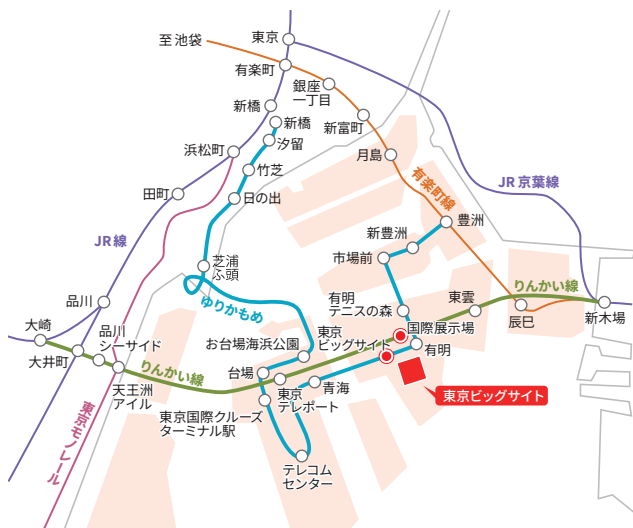 東京
至 池袋
有楽町
銀座
一丁目
新橋
新橋
新富町
汐留
浜松町
月島
竹芝
有楽町線
JR京葉線
田町
日の出
豊洲
新豊洲
JR線
市場前
芝浦
ふ頭
りんかい線
品川
ゆりかもめ
有明
テニスの森
東雲
辰巳
新木場
大崎
品川
シーサイド
東京
ビッグサイト
国際展示場
お台場海浜公園
有明
大井町
りんかい線
台場
天王洲
アイル
東京
テレポート
青海
東京ビッグサイト
東京国際クルーズ
ターミナル駅
東京モノレール
テレコム
センター